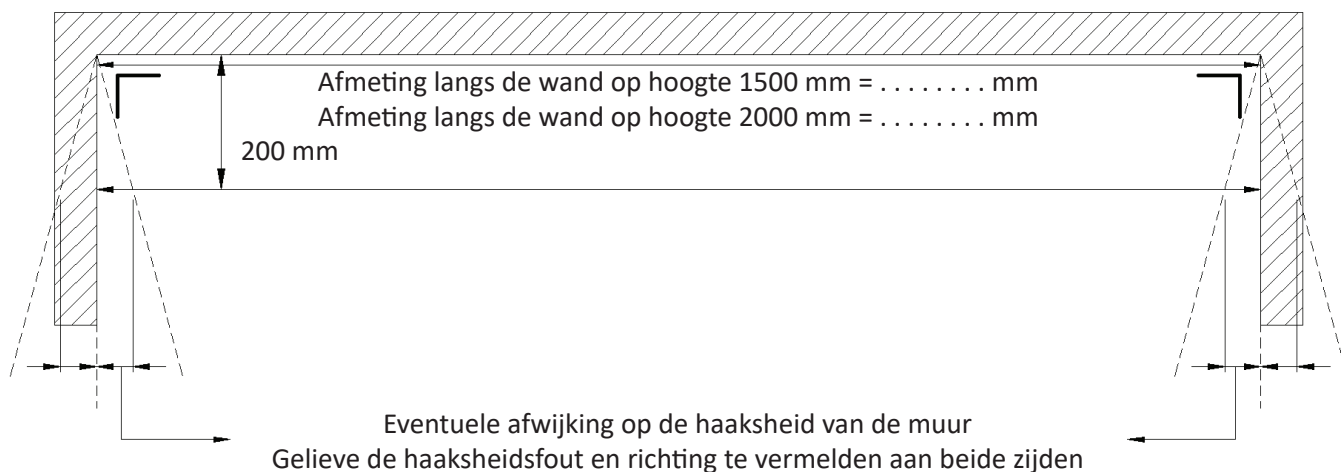 Afmeting langs de wand op hoogte 1500 mm = . . . . . . . . mm
Afmeting langs de wand op hoogte 2000 mm = . . . . . . . . mm
200 mm
Eventuele afwijking op de haaksheid van de muur
Gelieve de haaksheidsfout en richting te vermelden aan beide zijden